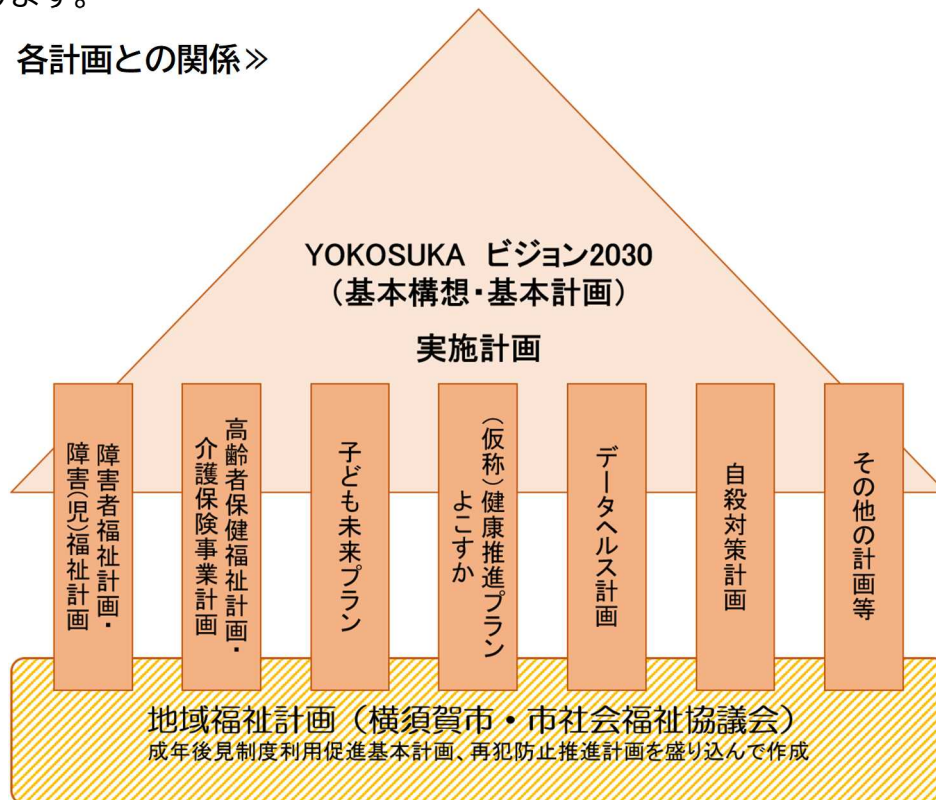 ります。
各計画との関係≫
YOKOSUKA ビジョン2030
（基本構想・基本計画）
実施計画
障害者福祉計画・
障害（児）福祉計画
高齢者保健福祉計画・
介護保険事業計画
子ども未来プラン
（仮称）健康推進プラン
よこすか
データヘルス計画
自殺対策計画
その他の計画等
地域福祉計画（横須賀市・市社会福祉協議会）
成年後見制度利用促進基本計画、再犯防止推進計画を盛り込んで作成